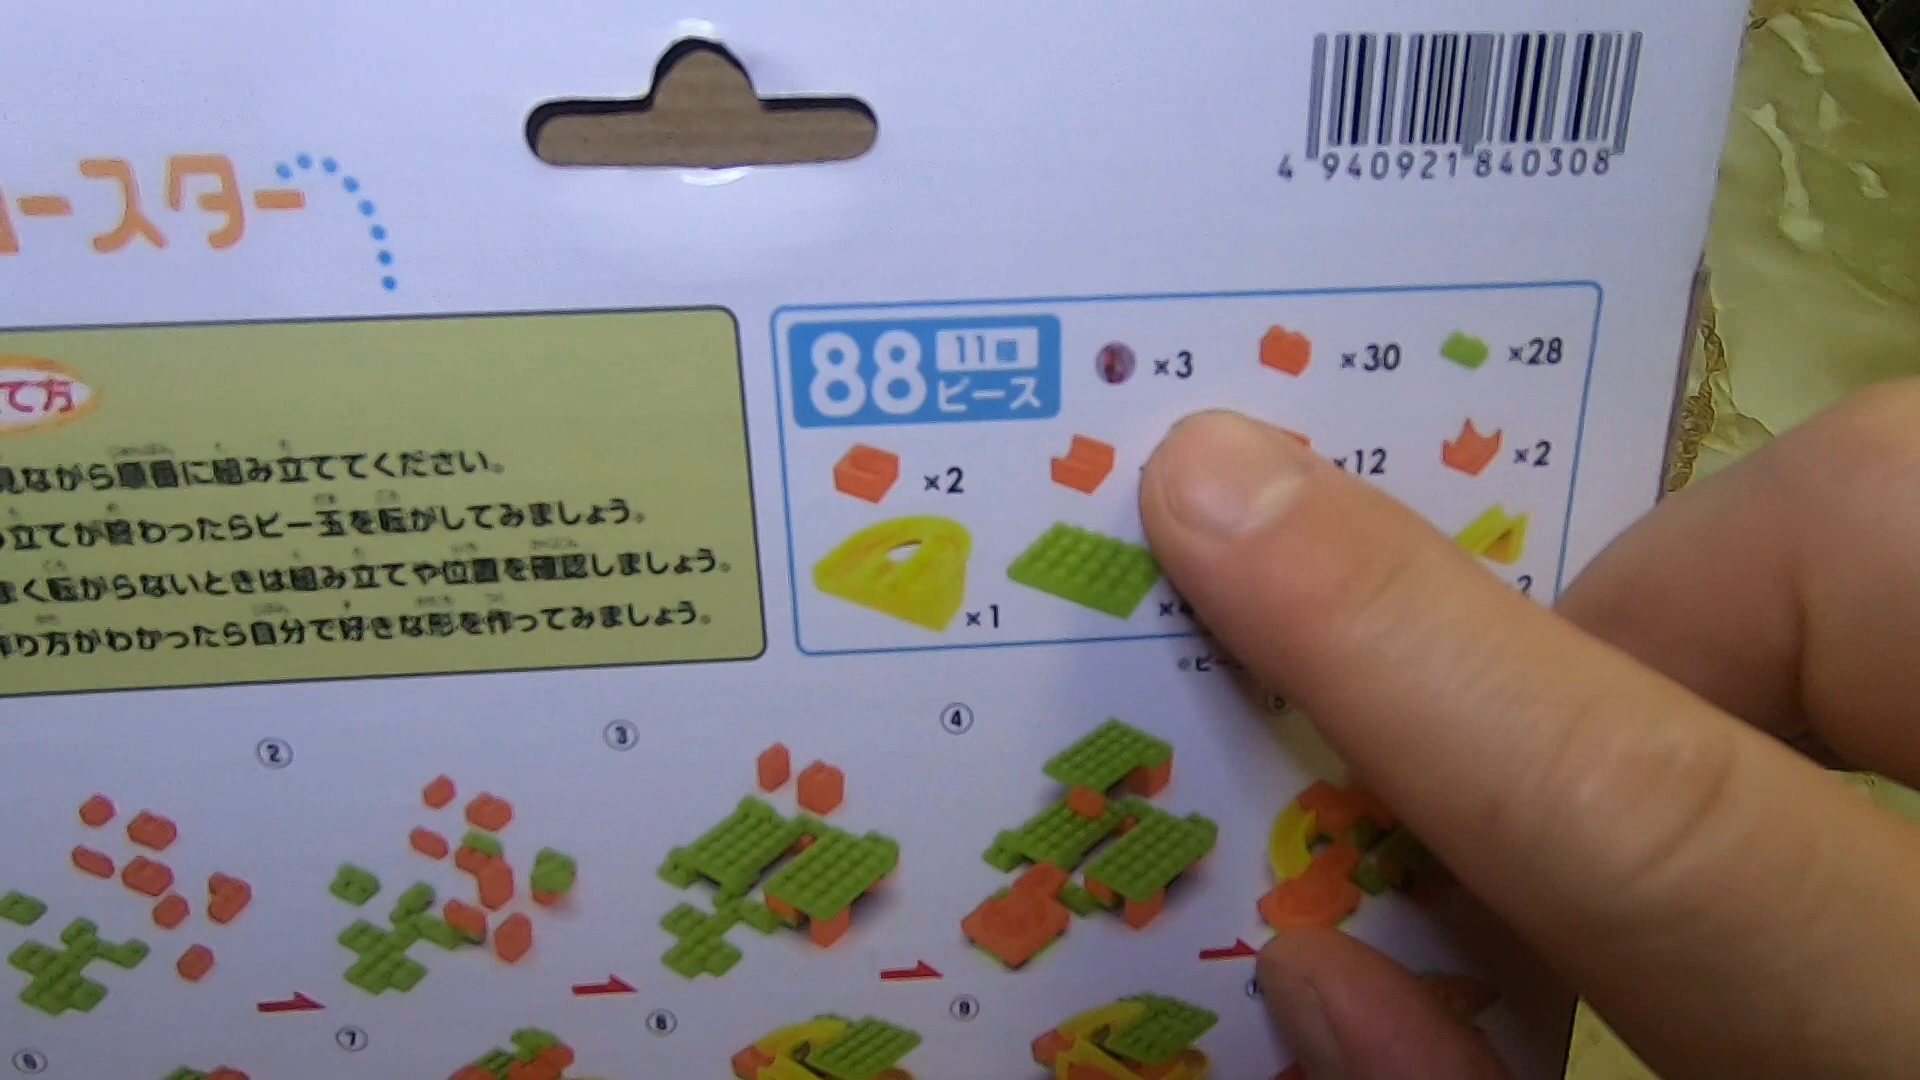 4 940921 840308
コースター
て方
見ながら順番に組み立ててください。
立てが終わったらビー玉を転がしてみましょう。
まく転がらないときは組み立てや位置を確認しましょう。
作り方がわかったら自分で好きな形を作ってみましょう。
88 11種 ピース
×3 ×30 ×28
×2 ×12 ×2
×1
② ③ ④
⑥ ⑦ ⑧ ⑨